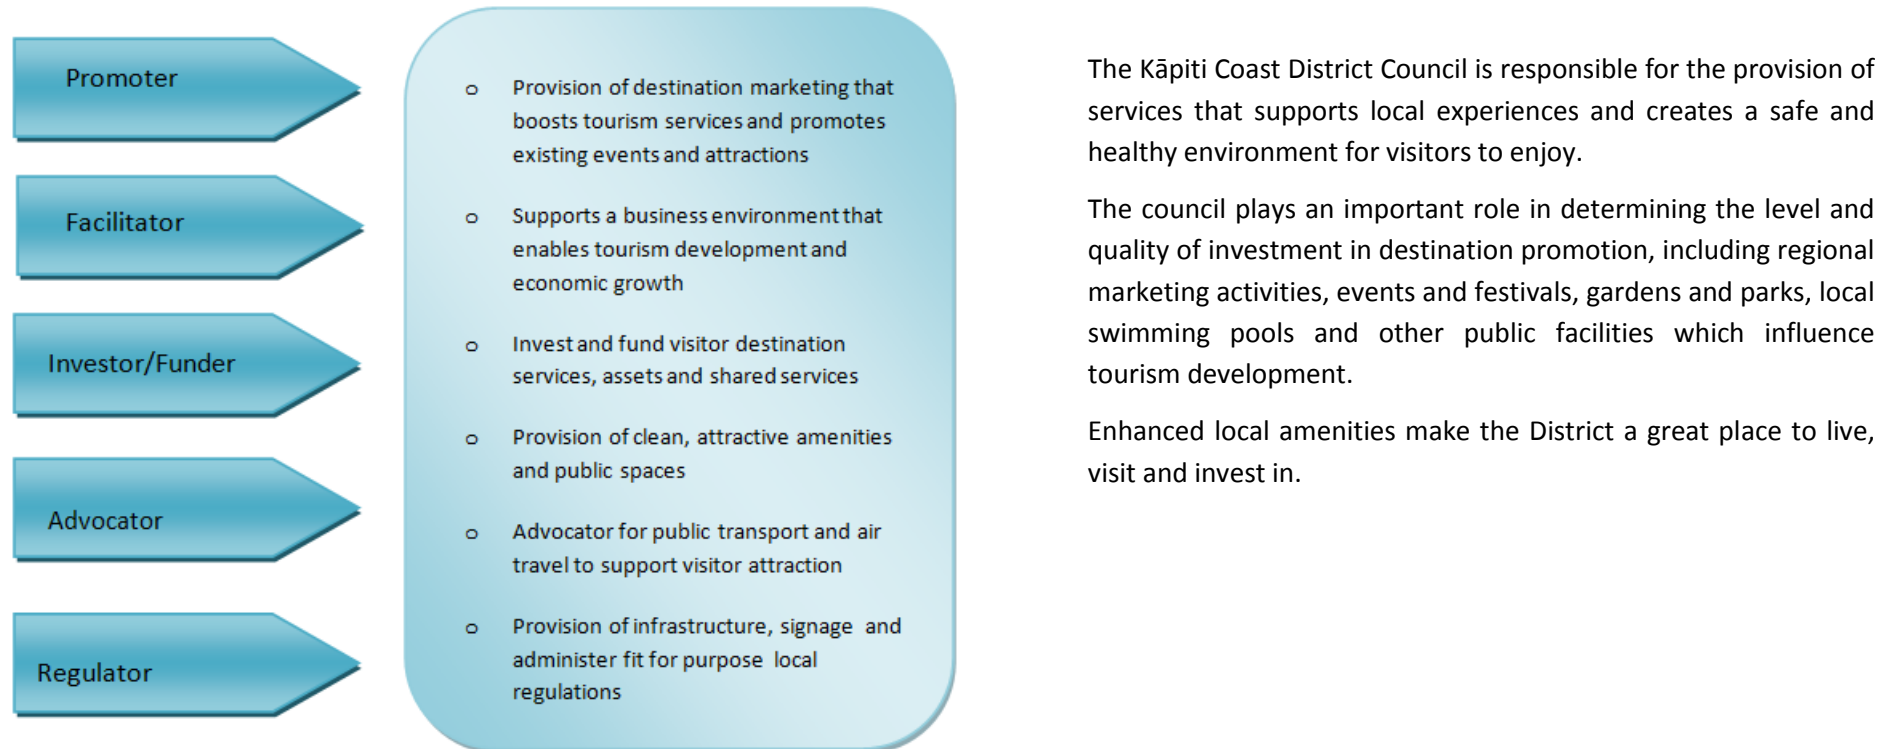 Promoter
Facilitator
Investor/Funder
Advocator
Regulator
o Provision of destination marketing that
boosts tourism services and promotes
existing events and attractions
o Supports a business environment that
enables tourism development and
economic growth
o Invest and fund visitor destination
services, assets and shared services
o Provision of clean, attractive amenities
and public spaces
o Advocator for public transport and air
travel to support visitor attraction
o Provision of infrastructure, signage and
administer fit for purpose local
regulations
The Kāpiti Coast District Council is responsible for the provision of
services that supports local experiences and creates a safe and
healthy environment for visitors to enjoy.
The council plays an important role in determining the level and
quality of investment in destination promotion, including regional
marketing activities, events and festivals, gardens and parks, local
swimming pools and other public facilities which influence
tourism development.
Enhanced local amenities make the District a great place to live,
visit and invest in.